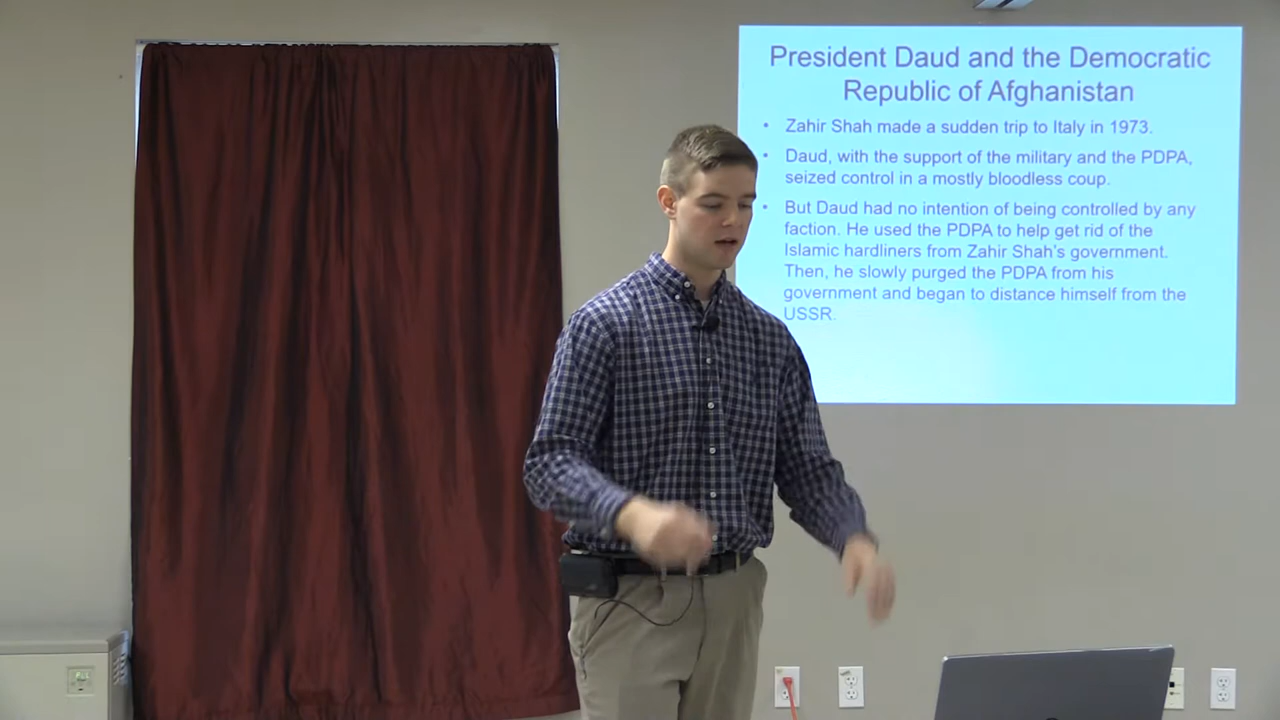 President Daud and the Democratic
Republic of Afghanistan
• Zahir Shah made a sudden trip to Italy in 1973.
• Daud, with the support of the military and the PDPA,
seized control in a mostly bloodless coup.
• But Daud had no intention of being controlled by any
faction. He used the PDPA to help get rid of the
Islamic hardliners from Zahir Shah's government.
Then, he slowly purged the PDPA from his
government and began to distance himself from the
USSR.